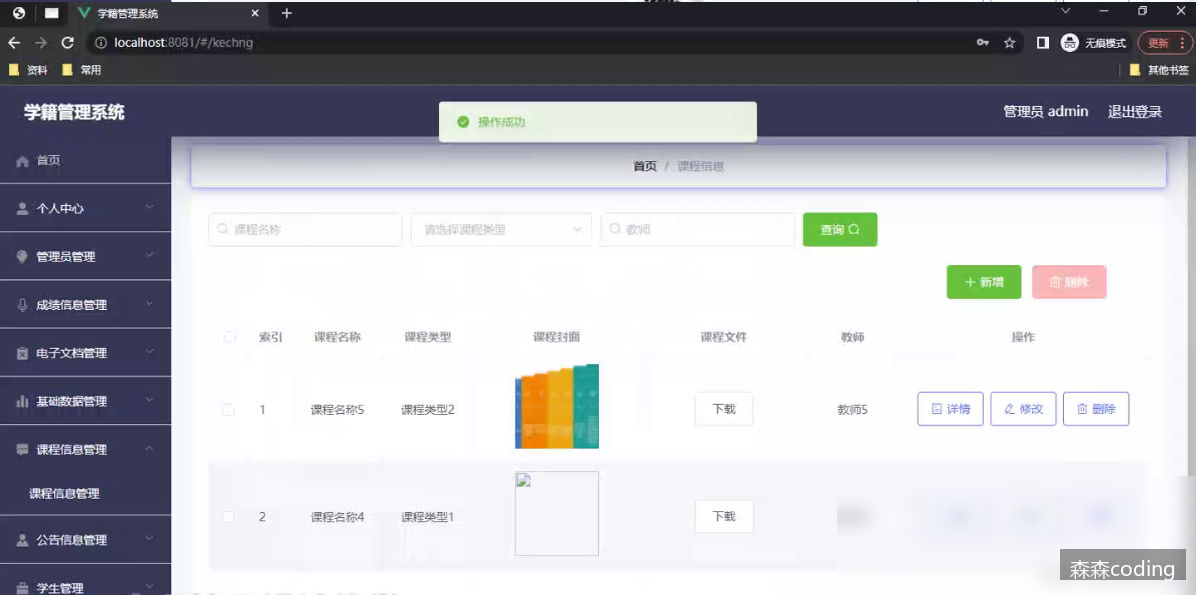 学籍管理系统
localhost:8081/#/kechng
无痕模式
更新
资料
常用
其他书签
学籍管理系统
操作成功
管理员 admin
退出登录
首页
首页 / 课程信息
个人中心
课程名称
请选择课程类型
教师
查询
管理员管理
新增
删除
成绩信息管理
索引 课程名称 课程类型 课程封面 课程文件 教师 操作
电子文档管理
基础数据管理
1 课程名称5 课程类型2 下载 教师5 详情 修改 删除
课程信息管理
课程信息管理
2 课程名称4 课程类型1 下载
公告信息管理
学生管理
森森coding